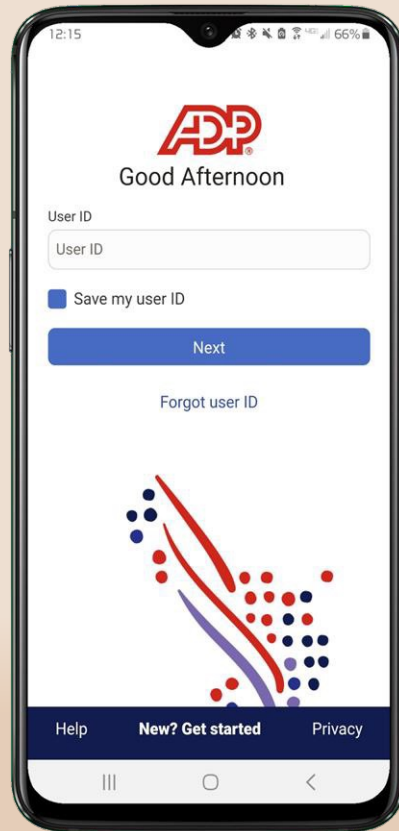 12:15
66%
ADP
Good Afternoon
User ID
User ID
Save my user ID
Next
Forgot user ID
Help New? Get started Privacy